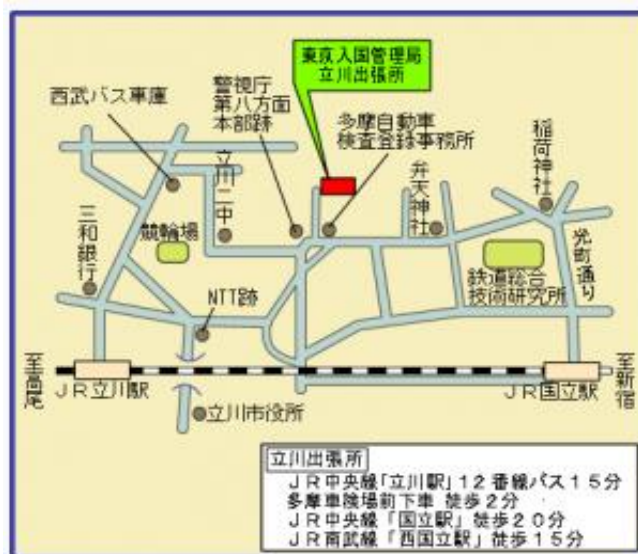 東京入国管理局
立川出張所
西武バス車庫
警視庁
第八方面
本部跡
多摩自動車
検査登録事務所
稲荷神社
立川二中
弁天神社
三和銀行
競輪場
光町通り
鉄道総合
技術研究所
NTT跡
至高尾
JR立川駅
JR国立駅
至新宿
立川市役所
立川出張所
JR中央線「立川駅」12番線バス15分
多摩車検場前下車 徒歩2分
JR中央線「国立駅」徒歩20分
JR南武線「西国立駅」徒歩15分